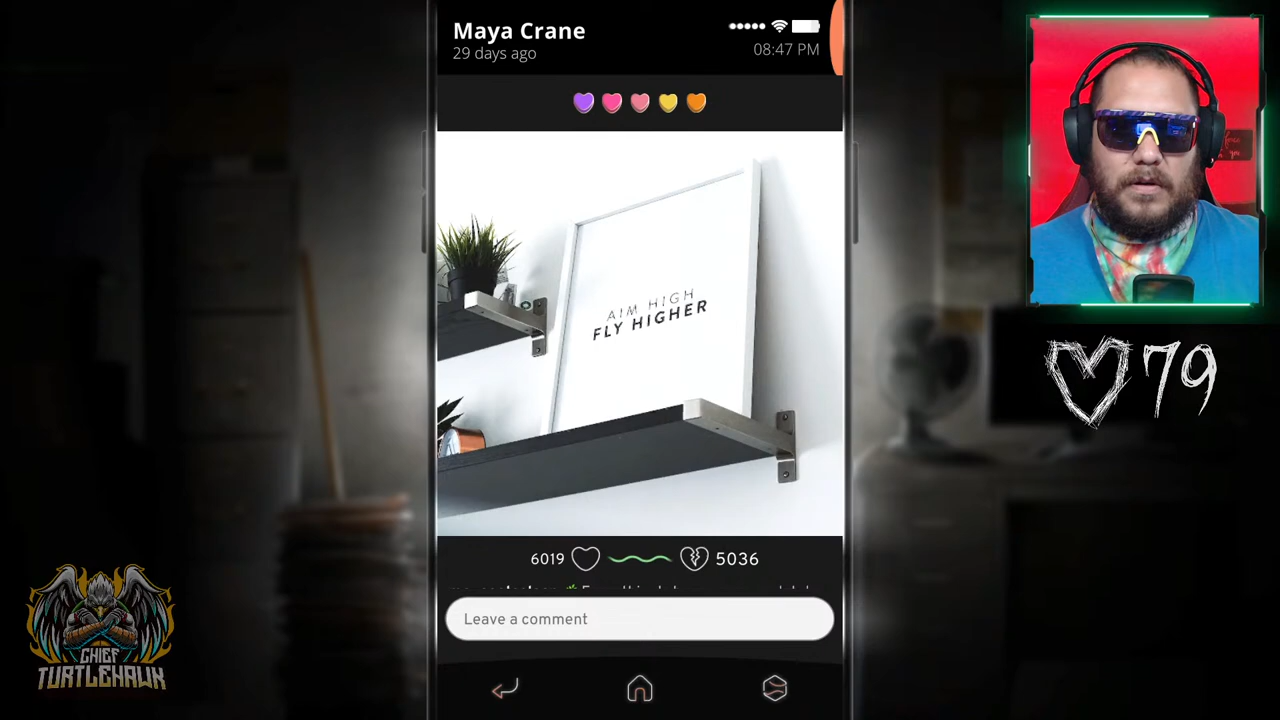 Maya Crane
29 days ago
08:47 PM
AIM HIGH
FLY HIGHER
6019
5036
Leave a comment
79
CHIEF
TURTLEHAWK